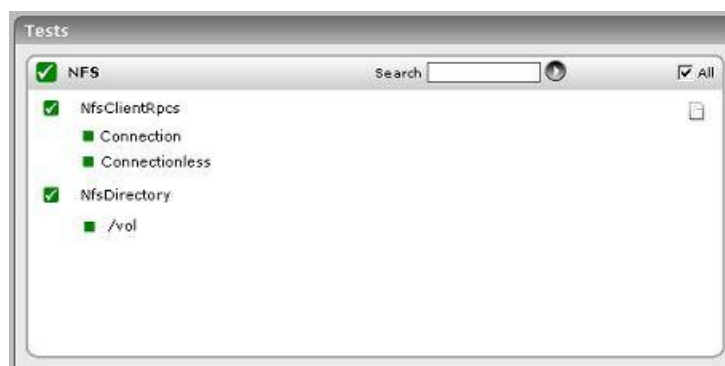 Tests
NFS Search All
NfsClientRpcs
Connection
Connectionless
NfsDirectory
/vol